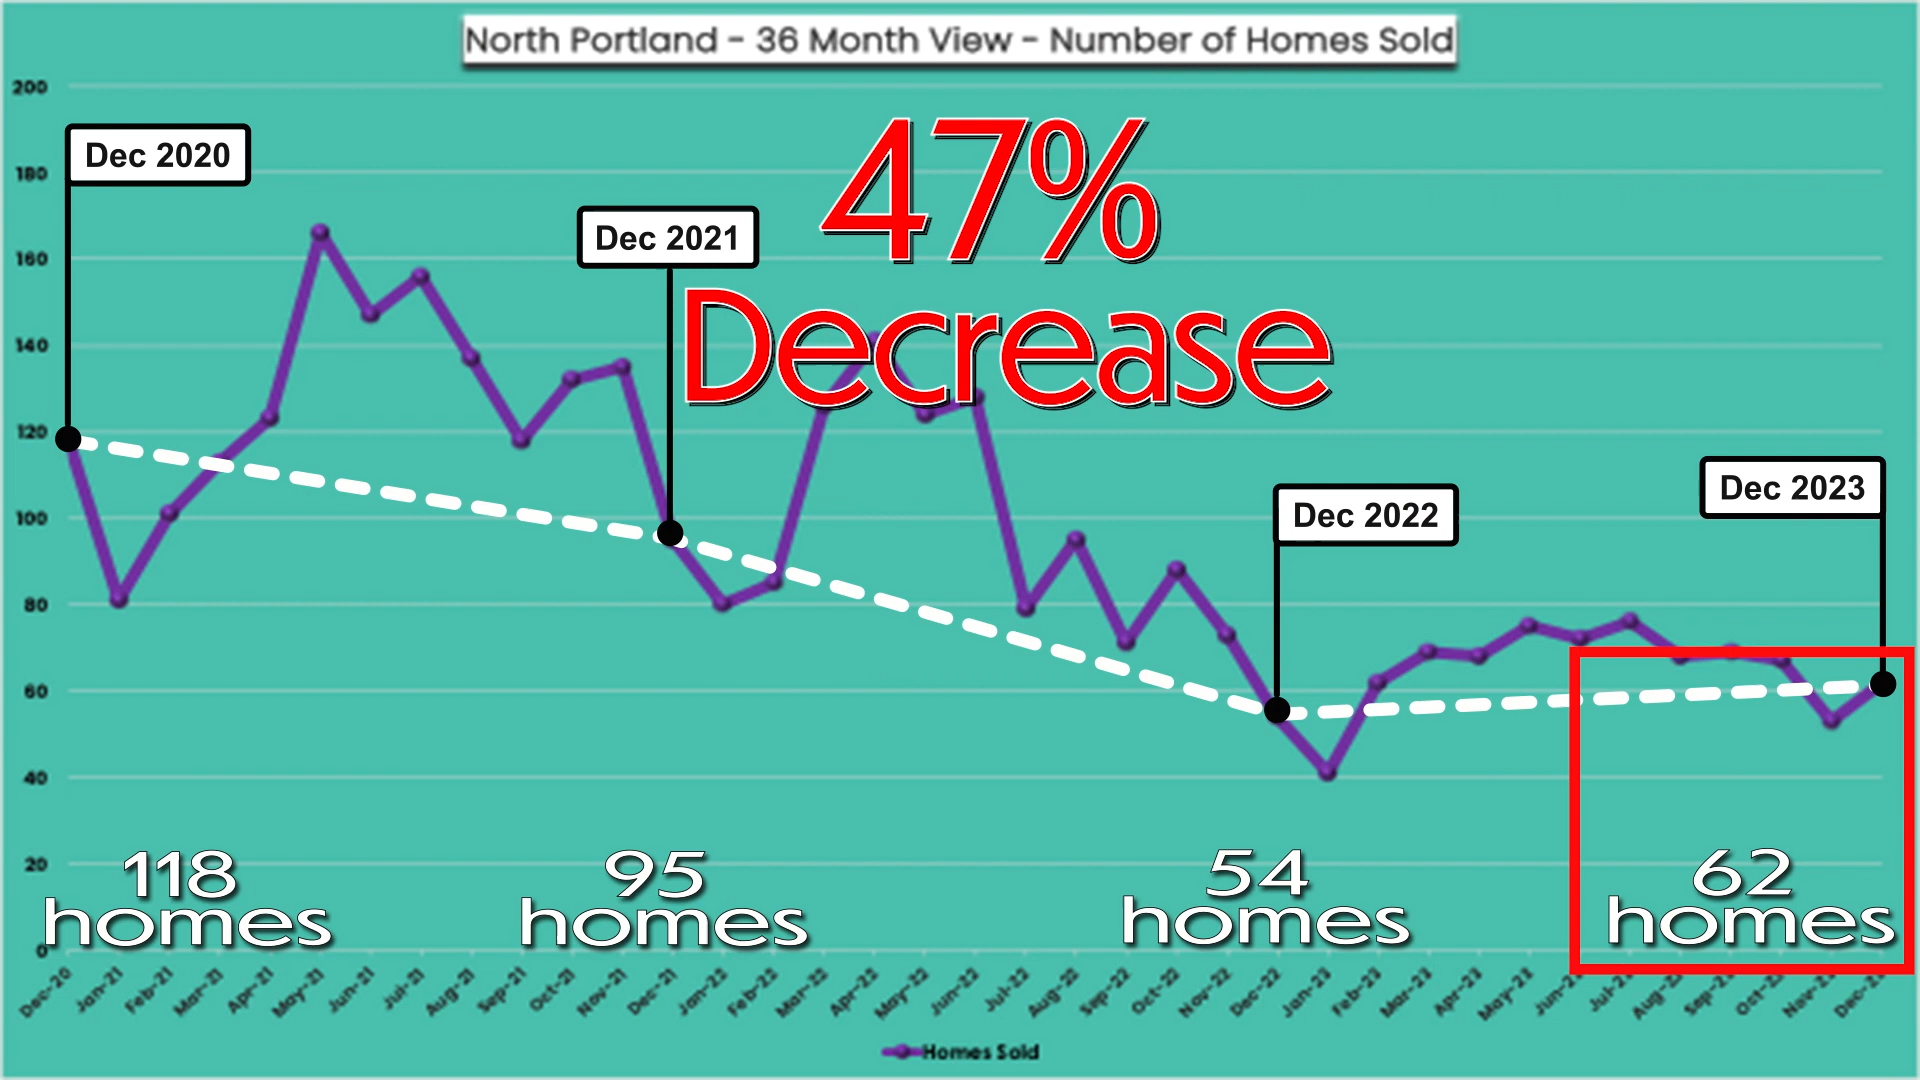 North Portland - 36 Month View - Number of Homes Sold
200
180
160
140
120
100
80
60
40
20
0
Dec 2020
Dec 2021
47%
Decrease
Dec 2022
Dec 2023
118
homes
95
homes
54
homes
62
homes
Dec-20
Jan-21
Feb-21
Mar-21
Apr-21
May-21
Jun-21
Jul-21
Aug-21
Sep-21
Oct-21
Nov-21
Dec-21
Jan-22
Feb-22
Mar-22
Apr-22
May-22
Jun-22
Jul-22
Aug-22
Sep-22
Oct-22
Nov-22
Dec-22
Jan-23
Feb-23
Mar-23
Apr-23
May-23
Homes Sold